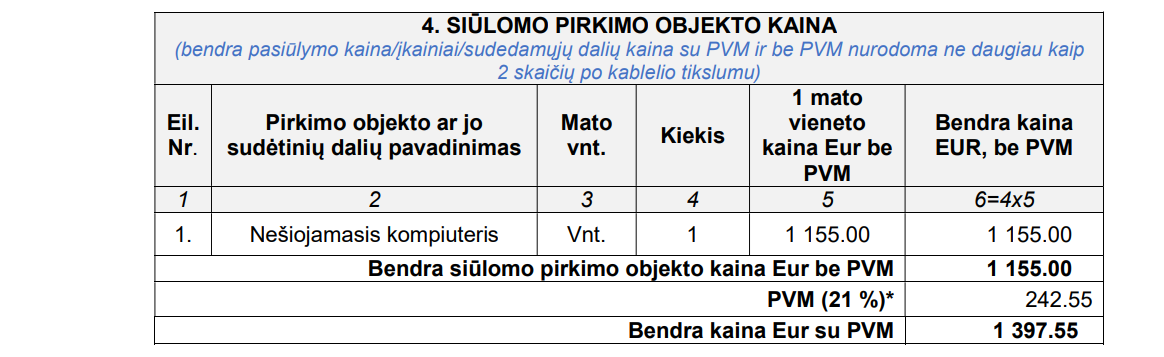 4. SIŪLOMO PIRKIMO OBJEKTO KAINA
(bendra pasiūlymo kaina/įkainiai/sudedamųjų dalių kaina su PVM ir be PVM nurodoma ne daugiau kaip
2 skaičių po kablelio tikslumu)
Eil. Nr. Pirkimo objekto ar jo sudėtinių dalių pavadinimas Mato vnt. Kiekis 1 mato vieneto kaina Eur be PVM Bendra kaina EUR, be PVM
1 2 3 4 5 6=4x5
1. Nešiojamasis kompiuteris Vnt. 1 1 155.00 1 155.00
Bendra siūlomo pirkimo objekto kaina Eur be PVM 1 155.00
PVM (21 %)* 242.55
Bendra kaina Eur su PVM 1 397.55